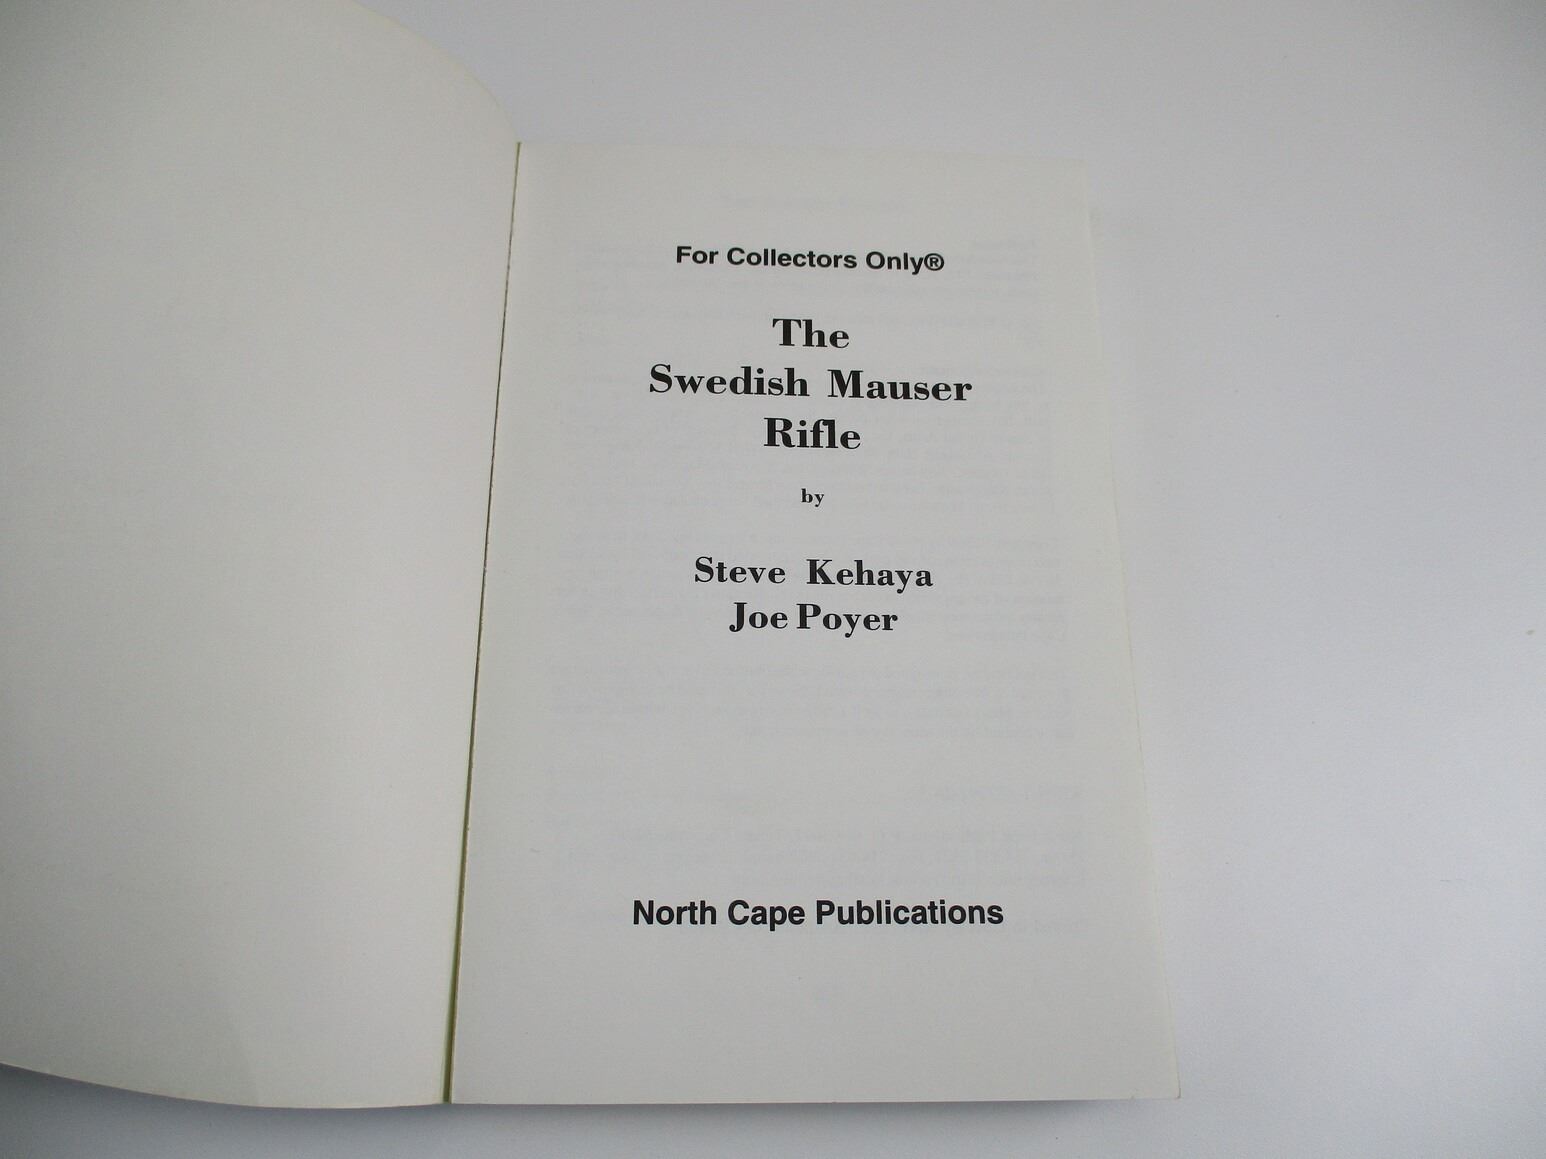 For Collectors Only®
The
Swedish Mauser
Rifle
by
Steve Kehaya
Joe Poyer
North Cape Publications